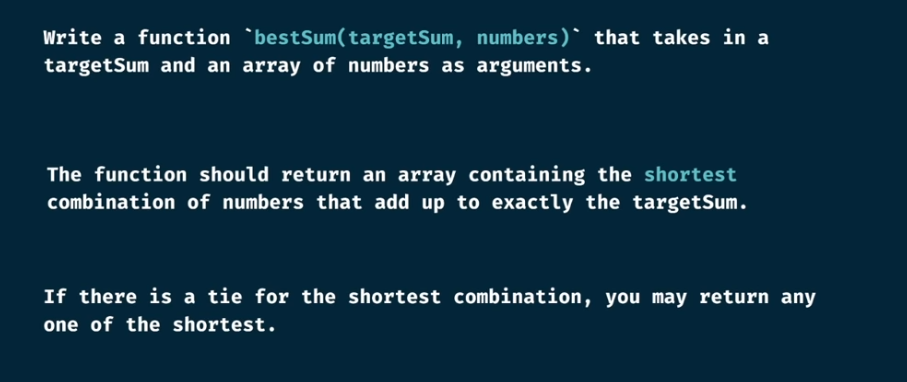 Write a function `bestSum(targetSum, numbers)` that takes in a
targetSum and an array of numbers as arguments.
The function should return an array containing the shortest
combination of numbers that add up to exactly the targetSum.
If there is a tie for the shortest combination, you may return any
one of the shortest.